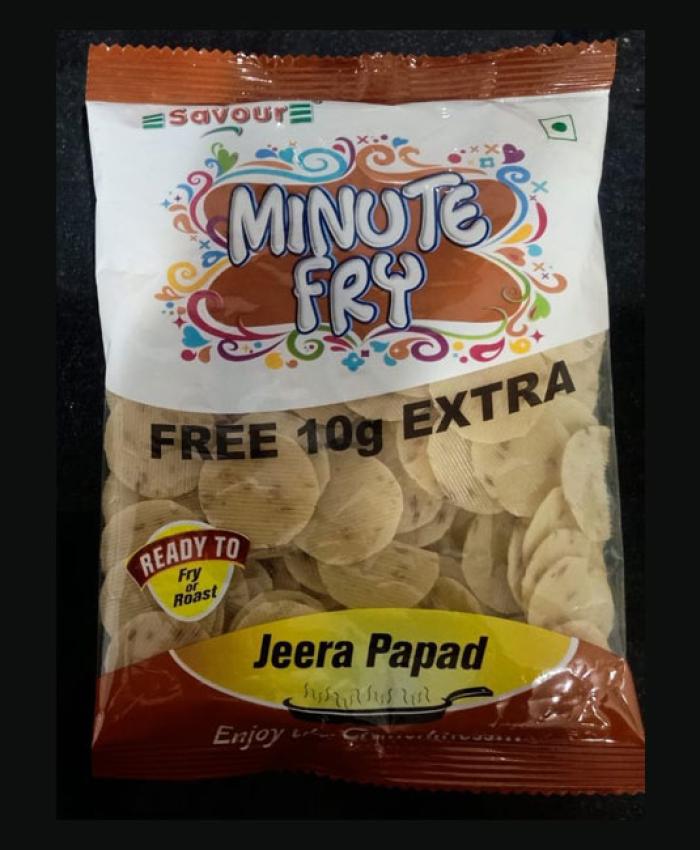 Savour
MINUTE
FRY
FREE 10g EXTRA
READY TO
Fry
or
Roast
Jeera Papad
Enjoy